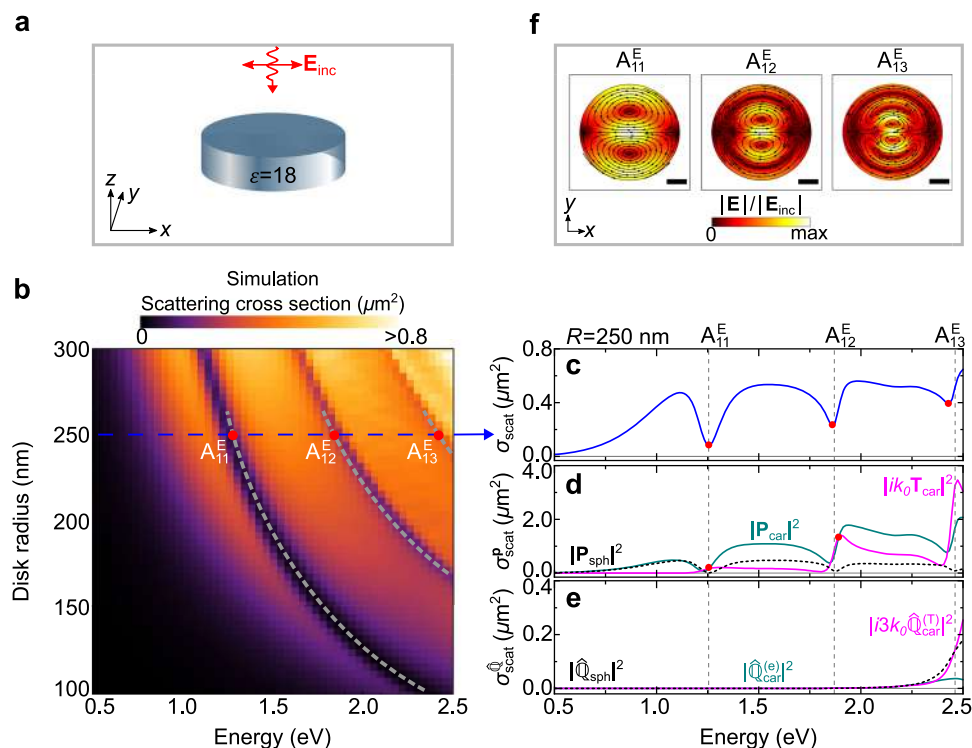 a
E_inc
ε=18
z
y
x
f
A^E_11 A^E_12 A^E_13
|E|/|E_inc|
0 max
y
x
b
Simulation
Scattering cross section (μm²)
0 >0.8
300
250
200
150
100
Disk radius (nm)
A^E_11 A^E_12 A^E_13
0.5 1.0 1.5 2.0 2.5
Energy (eV)
R=250 nm A^E_11 A^E_12 A^E_13
c
0.8
0.4
0.0
σ_scat (μm²)
d
4.0
2.0
0.0
σ^P_scat (μm²)
|ik₀T_car|²
|P_car|²
|P_sph|²
e
0.4
0.2
0.0
σ^Q̂_scat (μm²)
|i3k₀ℚ̂^(T)_car|²
|ℚ̂_sph|² |ℚ̂^(e)_car|²
0.5 1.0 1.5 2.0 2.5
Energy (eV)